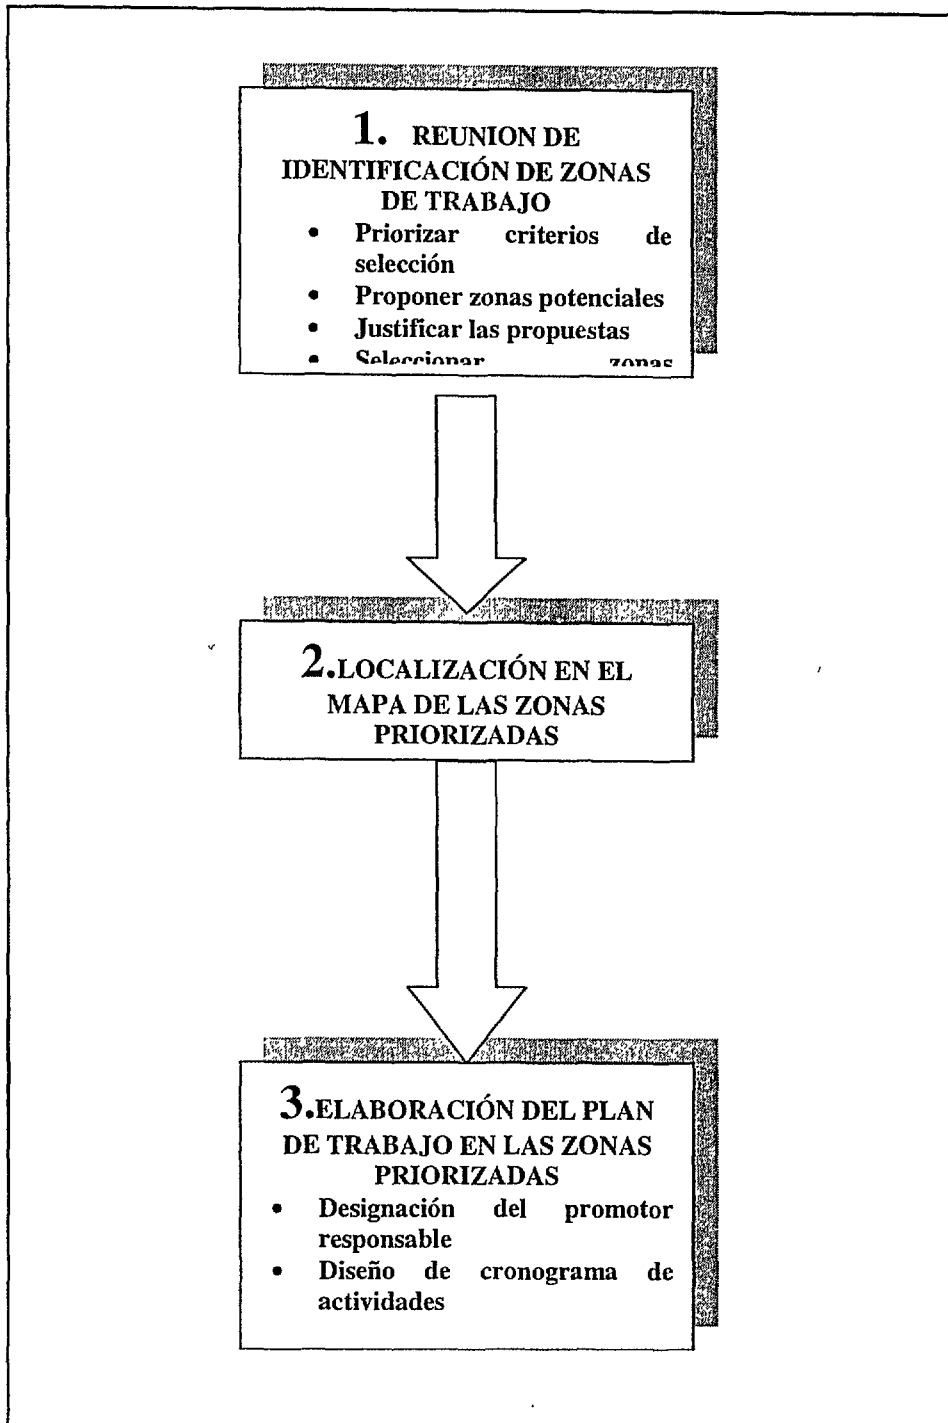 1. REUNION DE
IDENTIFICACIÓN DE ZONAS
DE TRABAJO
• Priorizar criterios de
selección
• Proponer zonas potenciales
• Justificar las propuestas
• Seleccionar zonas
2.LOCALIZACIÓN EN EL
MAPA DE LAS ZONAS
PRIORIZADAS
3.ELABORACIÓN DEL PLAN
DE TRABAJO EN LAS ZONAS
PRIORIZADAS
• Designación del promotor
responsable
• Diseño de cronograma de
actividades